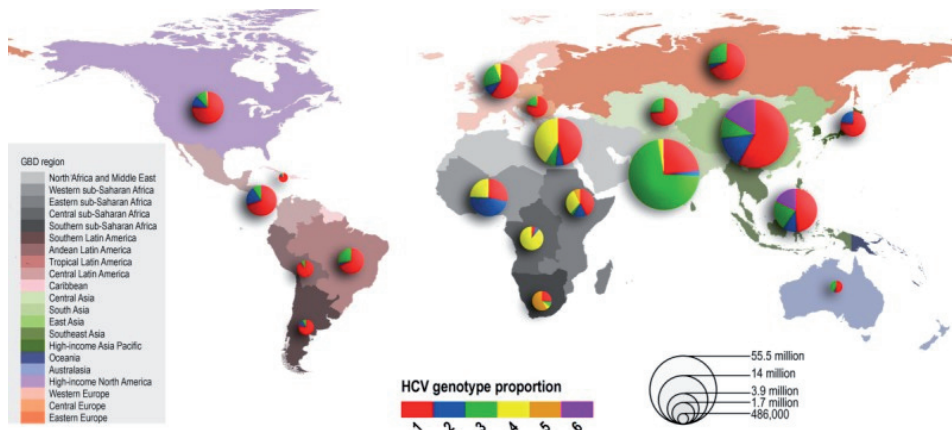 GBD region
North Africa and Middle East
Western sub-Saharan Africa
Eastern sub-Saharan Africa
Central sub-Saharan Africa
Southern sub-Saharan Africa
Southern Latin America
Andean Latin America
Tropical Latin America
Central Latin America
Caribbean
Central Asia
South Asia
East Asia
Southeast Asia
High-income Asia Pacific
Oceania
Australasia
High-income North America
Western Europe
Central Europe
Eastern Europe
HCV genotype proportion
1 2 3 4 5 6
55.5 million
14 million
3.9 million
1.7 million
486,000